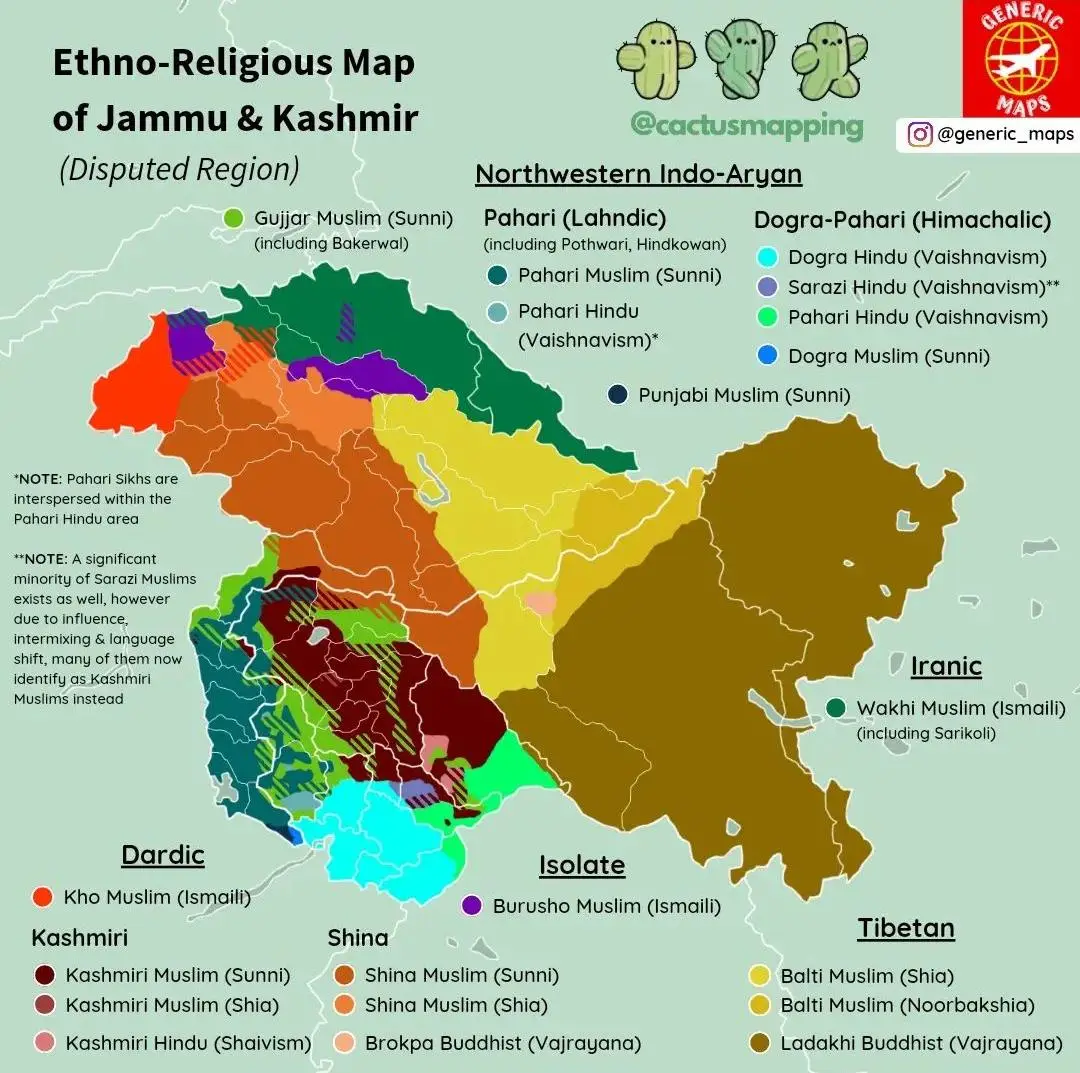 Ethno-Religious Map
of Jammu & Kashmir
(Disputed Region)
@cactusmapping
GENERIC
MAPS
@generic_maps
Northwestern Indo-Aryan
Gujjar Muslim (Sunni)
(including Bakerwal)
Pahari (Lahndic)
(including Pothwari, Hindkowan)
Pahari Muslim (Sunni)
Pahari Hindu
(Vaishnavism)*
Dogra-Pahari (Himachalic)
Dogra Hindu (Vaishnavism)
Sarazi Hindu (Vaishnavism)**
Pahari Hindu (Vaishnavism)
Dogra Muslim (Sunni)
Punjabi Muslim (Sunni)
*NOTE: Pahari Sikhs are
interspersed within the
Pahari Hindu area
**NOTE: A significant
minority of Sarazi Muslims
exists as well, however
due to influence,
intermixing & language
shift, many of them now
identify as Kashmiri
Muslims instead
Iranic
Wakhi Muslim (Ismaili)
(including Sarikoli)
Dardic
Kho Muslim (Ismaili)
Kashmiri
Kashmiri Muslim (Sunni)
Kashmiri Muslim (Shia)
Kashmiri Hindu (Shaivism)
Shina
Shina Muslim (Sunni)
Shina Muslim (Shia)
Brokpa Buddhist (Vajrayana)
Isolate
Burusho Muslim (Ismaili)
Tibetan
Balti Muslim (Shia)
Balti Muslim (Noorbakshia)
Ladakhi Buddhist (Vajrayana)